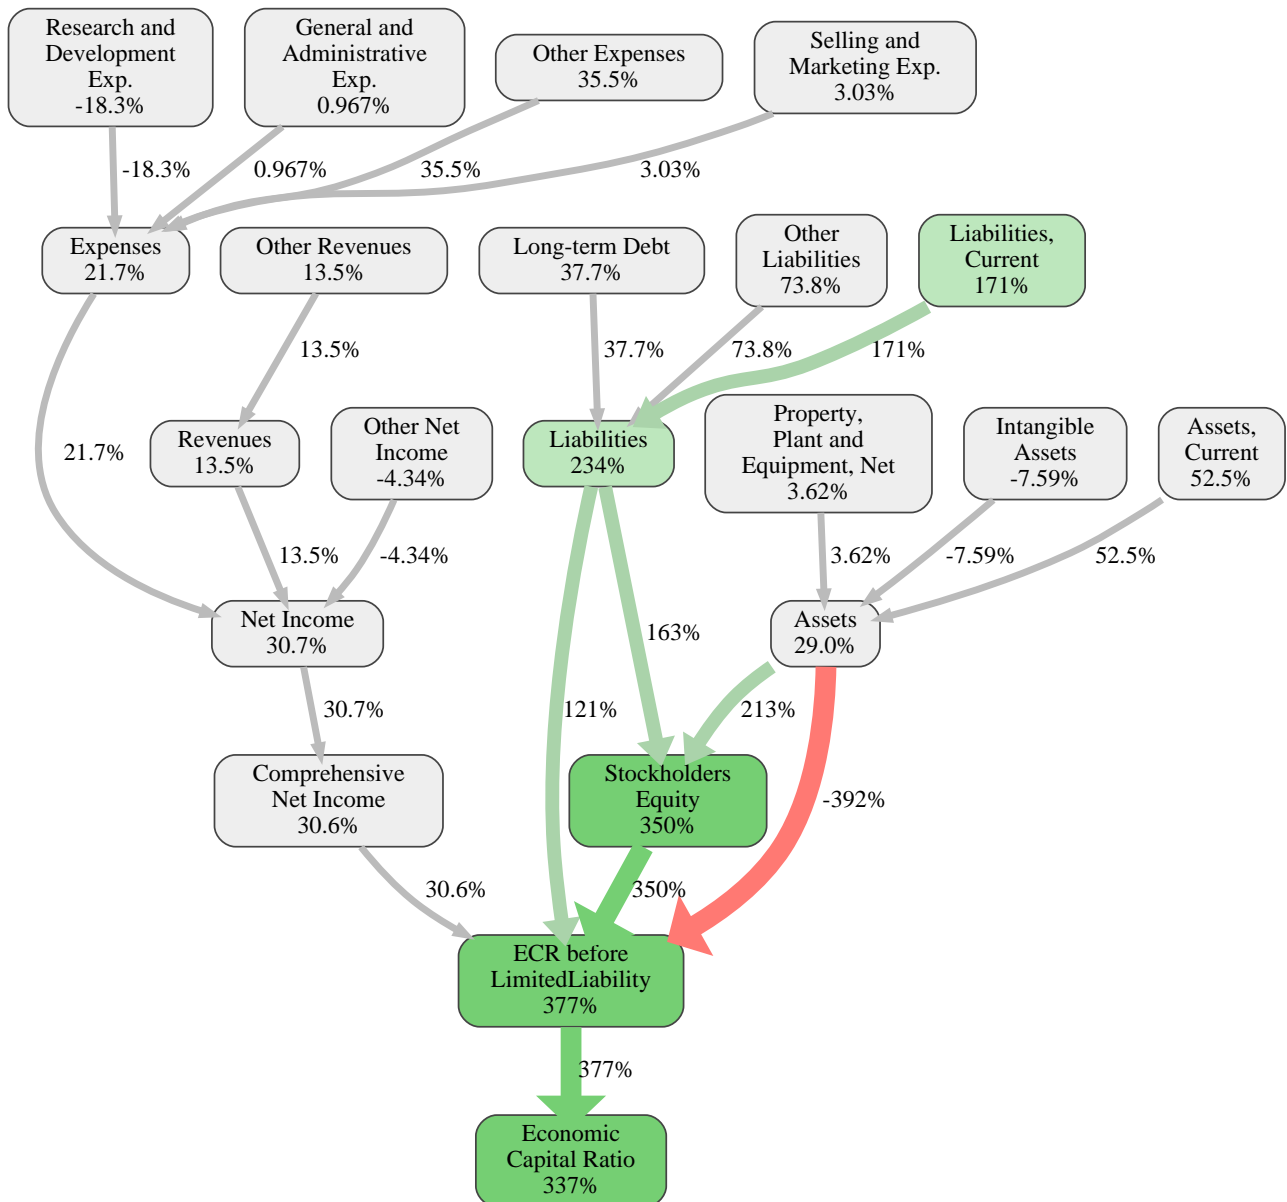 Research and
Development
Exp.
-18.3%
General and
Administrative
Exp.
0.967%
Other Expenses
35.5%
Selling and
Marketing Exp.
3.03%
-18.3%
0.967%
35.5%
3.03%
Expenses
21.7%
Other Revenues
13.5%
Long-term Debt
37.7%
Other
Liabilities
73.8%
Liabilities,
Current
171%
13.5%
37.7%
73.8%
171%
21.7%
Revenues
13.5%
Other Net
Income
-4.34%
Liabilities
234%
Property,
Plant and
Equipment, Net
3.62%
Intangible
Assets
-7.59%
Assets,
Current
52.5%
13.5%
-4.34%
3.62%
-7.59%
52.5%
Net Income
30.7%
163%
Assets
29.0%
30.7%
121%
213%
Comprehensive
Net Income
30.6%
Stockholders
Equity
350%
-392%
30.6%
350%
ECR before
LimitedLiability
377%
377%
Economic
Capital Ratio
337%